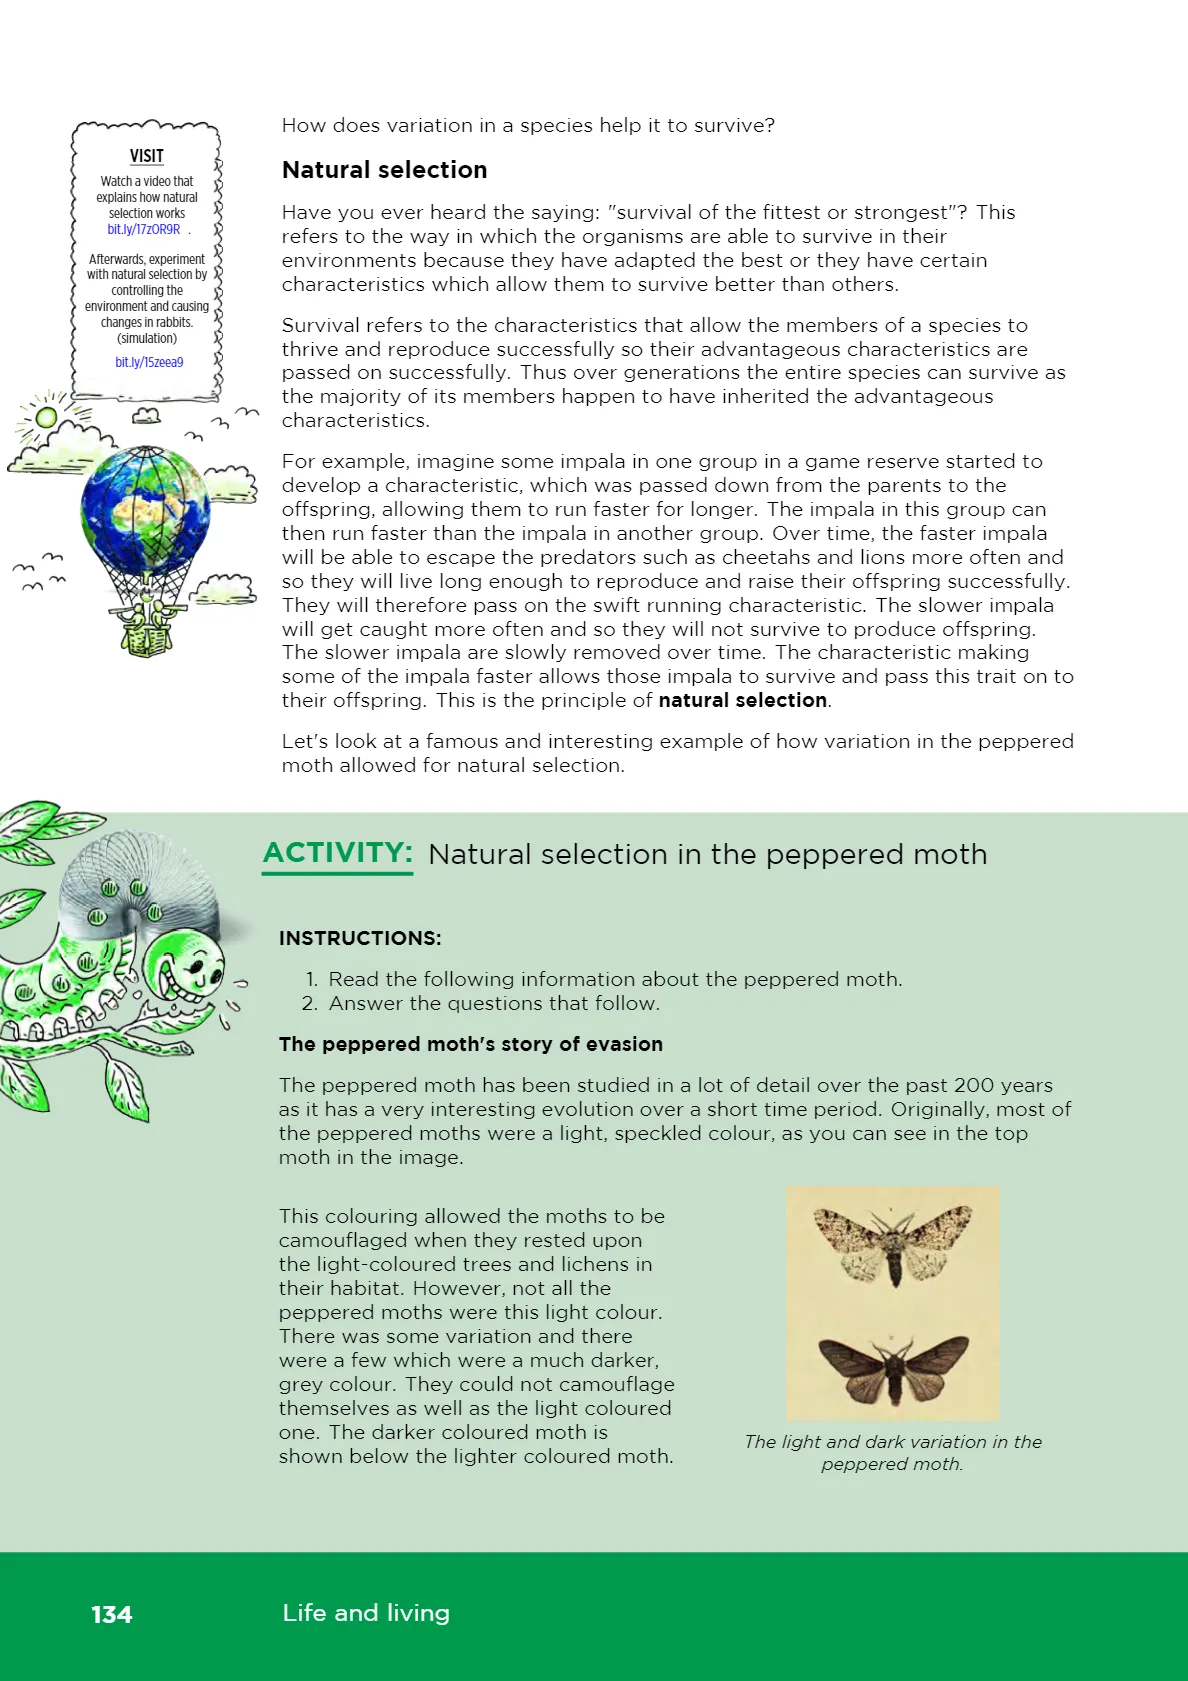 How does variation in a species help it to survive?
VISIT
Watch a video that
explains how natural
selection works
bit.ly/17zOR9R .
Afterwards, experiment
with natural selection by
controlling the
environment and causing
changes in rabbits.
(simulation)
bit.ly/15zeea9
Natural selection
Have you ever heard the saying: "survival of the fittest or strongest"? This
refers to the way in which the organisms are able to survive in their
environments because they have adapted the best or they have certain
characteristics which allow them to survive better than others.
Survival refers to the characteristics that allow the members of a species to
thrive and reproduce successfully so their advantageous characteristics are
passed on successfully. Thus over generations the entire species can survive as
the majority of its members happen to have inherited the advantageous
characteristics.
For example, imagine some impala in one group in a game reserve started to
develop a characteristic, which was passed down from the parents to the
offspring, allowing them to run faster for longer. The impala in this group can
then run faster than the impala in another group. Over time, the faster impala
will be able to escape the predators such as cheetahs and lions more often and
so they will live long enough to reproduce and raise their offspring successfully.
They will therefore pass on the swift running characteristic. The slower impala
will get caught more often and so they will not survive to produce offspring.
The slower impala are slowly removed over time. The characteristic making
some of the impala faster allows those impala to survive and pass this trait on to
their offspring. This is the principle of natural selection.
Let's look at a famous and interesting example of how variation in the peppered
moth allowed for natural selection.
ACTIVITY: Natural selection in the peppered moth
INSTRUCTIONS:
1. Read the following information about the peppered moth.
2. Answer the questions that follow.
The peppered moth's story of evasion
The peppered moth has been studied in a lot of detail over the past 200 years
as it has a very interesting evolution over a short time period. Originally, most of
the peppered moths were a light, speckled colour, as you can see in the top
moth in the image.
This colouring allowed the moths to be
camouflaged when they rested upon
the light-coloured trees and lichens in
their habitat. However, not all the
peppered moths were this light colour.
There was some variation and there
were a few which were a much darker,
grey colour. They could not camouflage
themselves as well as the light coloured
one. The darker coloured moth is
shown below the lighter coloured moth.
The light and dark variation in the
peppered moth.
134
Life and living